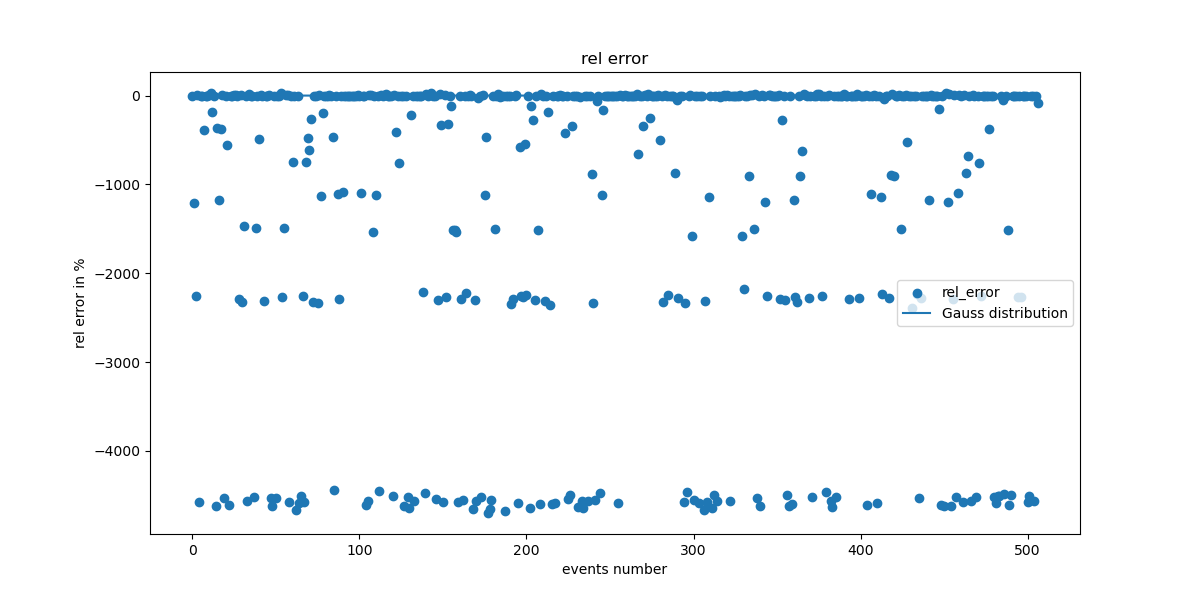 rel error
0
−1000
−2000
−3000
−4000
rel error in %
rel_error
Gauss distribution
0 100 200 300 400 500
events number